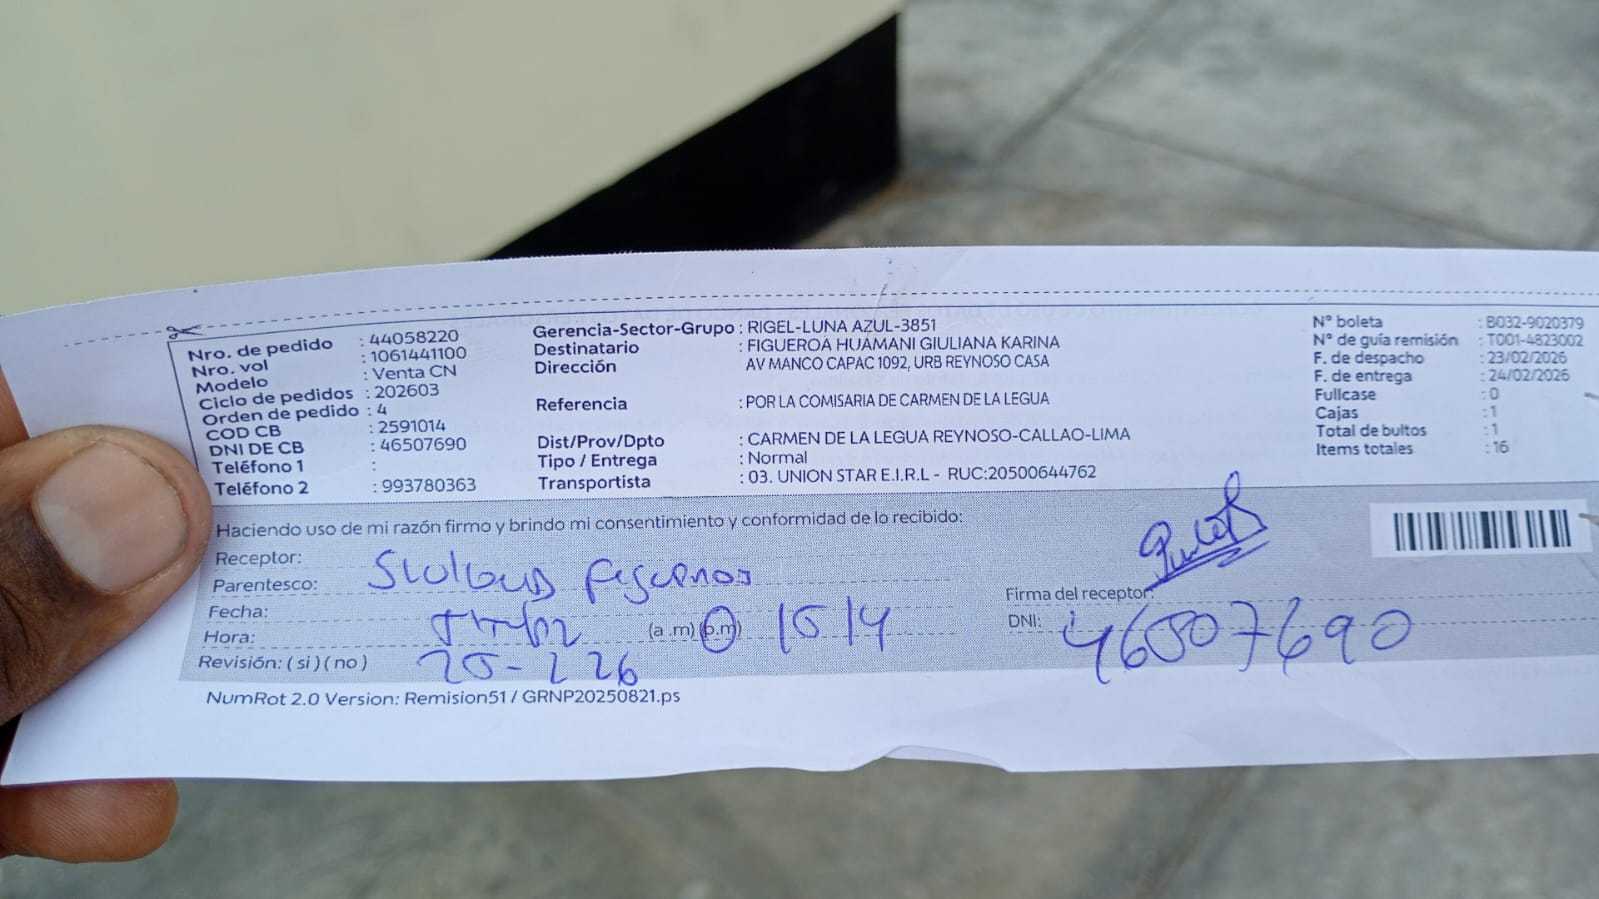 Nro. de pedido : 44058220
Nro. vol : 1061441100
Modelo : Venta CN
Ciclo de pedidos : 202603
Orden de pedido : 4
COD CB : 2591014
DNI DE CB : 46507690
Teléfono 1 :
Teléfono 2 : 993780363
Gerencia-Sector-Grupo : RIGEL-LUNA AZUL-3851
Destinatario : FIGUEROA HUAMANI GIULIANA KARINA
Dirección AV MANCO CAPAC 1092, URB REYNOSO CASA
Referencia : POR LA COMISARIA DE CARMEN DE LA LEGUA
Dist/Prov/Dpto : CARMEN DE LA LEGUA REYNOSO-CALLAO-LIMA
Tipo / Entrega : Normal
Transportista : 03. UNION STAR E.I.R.L - RUC:20500644762
N° boleta : B032-9020379
N° de guía remisión : T001-4823002
F. de despacho : 23/02/2026
F. de entrega : 24/02/2026
Fullcase : 0
Cajas : 1
Total de bultos : 1
Items totales : 16
Haciendo uso de mi razón firmo y brindo mi consentimiento y conformidad de lo recibido:
Receptor:
Parentesco:
Fecha:
Hora: (a .m) (p.m) 15 14
Revisión: ( si ) ( no ) 25-2 26
Firma del receptor:
DNI: 46507690
NumRot 2.0 Version: Remision51 / GRNP20250821.ps